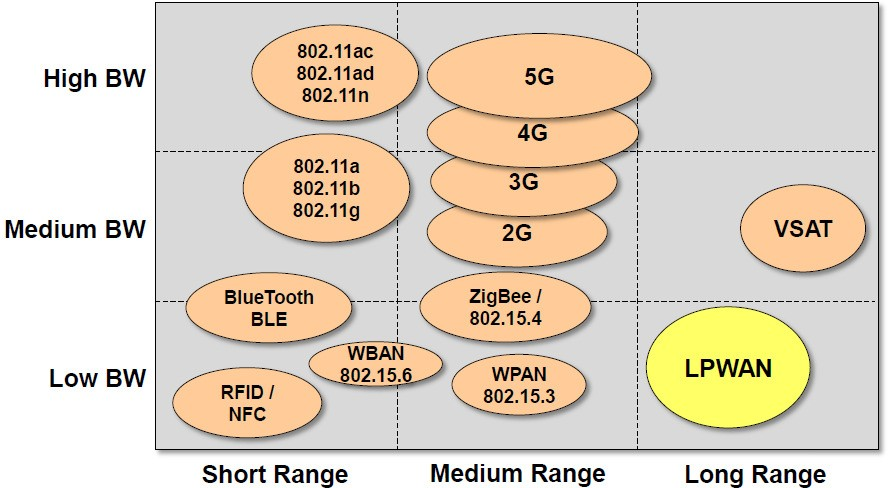 High BW
802.11ac
802.11ad
802.11n
5G
4G
Medium BW
802.11a
802.11b
802.11g
3G
2G
VSAT
Low BW
BlueTooth
BLE
ZigBee /
802.15.4
WBAN
802.15.6
WPAN
802.15.3
RFID /
NFC
LPWAN
Short Range
Medium Range
Long Range